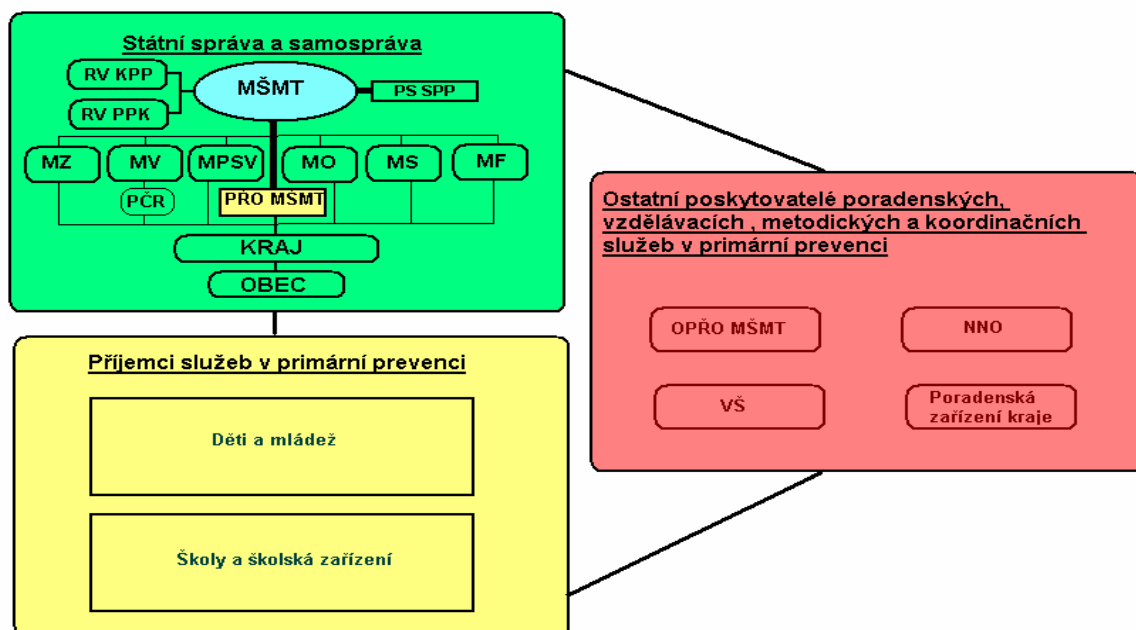 Státní správa a samospráva
RV KPP
MŠMT
PS SPP
RV PPK
MZ
MV
MPSV
MO
MS
MF
PČR
PŘO MŠMT
KRAJ
OBEC
Ostatní poskytovatelé poradenských,
vzdělávacích , metodických a koordinačních
služeb v primární prevenci
OPŘO MŠMT
NNO
VŠ
Poradenská
zařízení kraje
Příjemci služeb v primární prevenci
Děti a mládež
Školy a školská zařízení